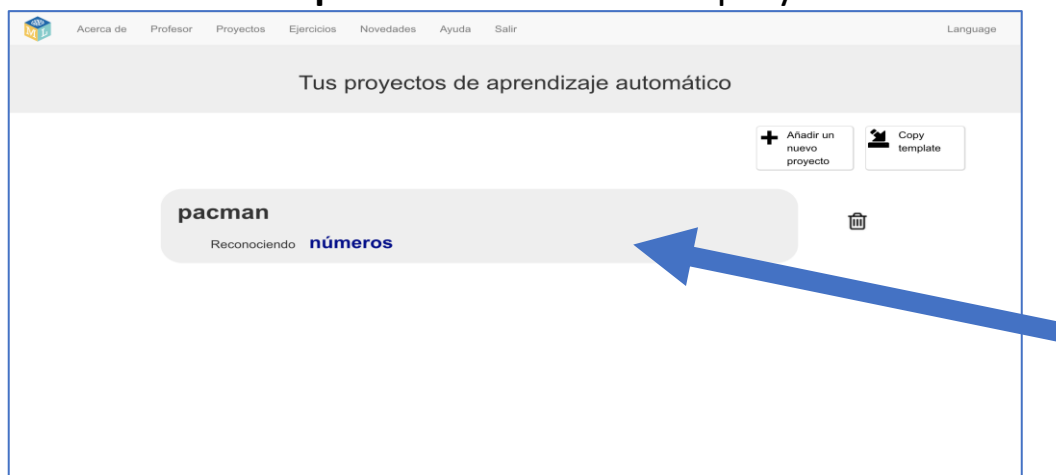 Acerca de Profesor Proyectos Ejercicios Novedades Ayuda Salir Language
Tus proyectos de aprendizaje automático
Añadir un
nuevo
proyecto
Copy
template
pacman
Reconociendo números